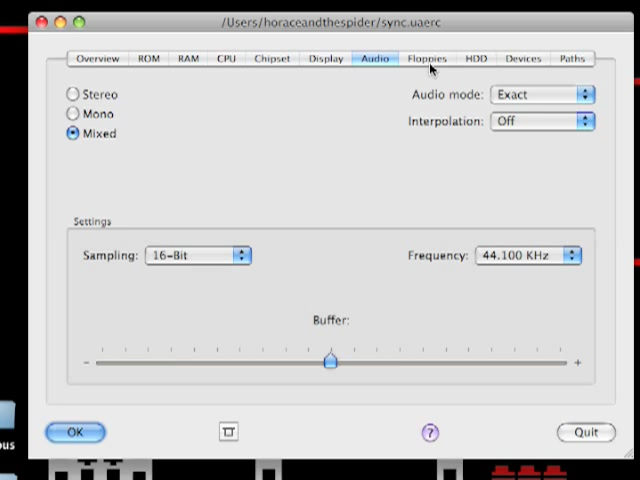 /Users/horaceandthespider/sync.uaerc
Overview ROM RAM CPU Chipset Display Audio Floppies HDD Devices Paths
Stereo Audio mode: Exact
Mono Interpolation: Off
Mixed
Settings
Sampling: 16-Bit Frequency: 44.100 KHz
Buffer:
- +
ous
OK ? Quit